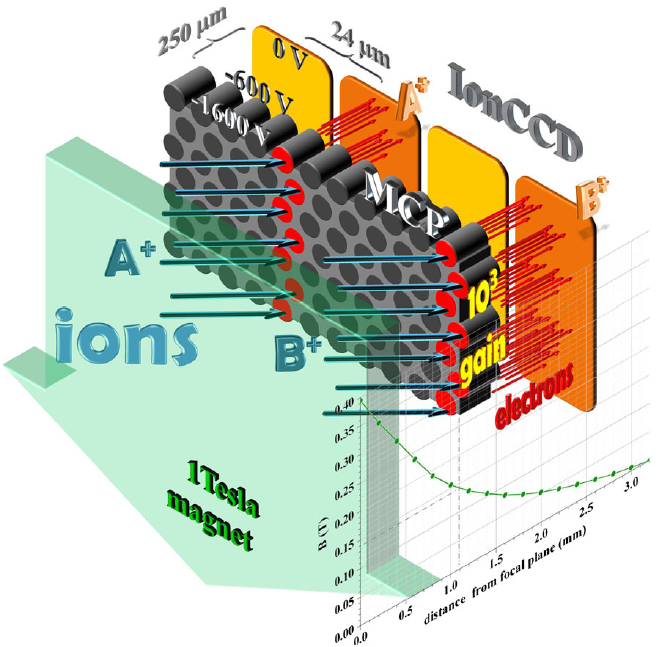 250 µm
24 µm
0 V
-600 V
-1600 V
A⁺
IonCCD
B⁺
MCP
A⁺
ions
B⁺
10³
gain
electrons
1Tesla
magnet
B (T)
0.40
0.35
0.30
0.25
0.20
0.15
0.10
0.05
0.00
0.0
0.5
1.0
1.5
2.0
2.5
3.0
distance from focal plane (mm)